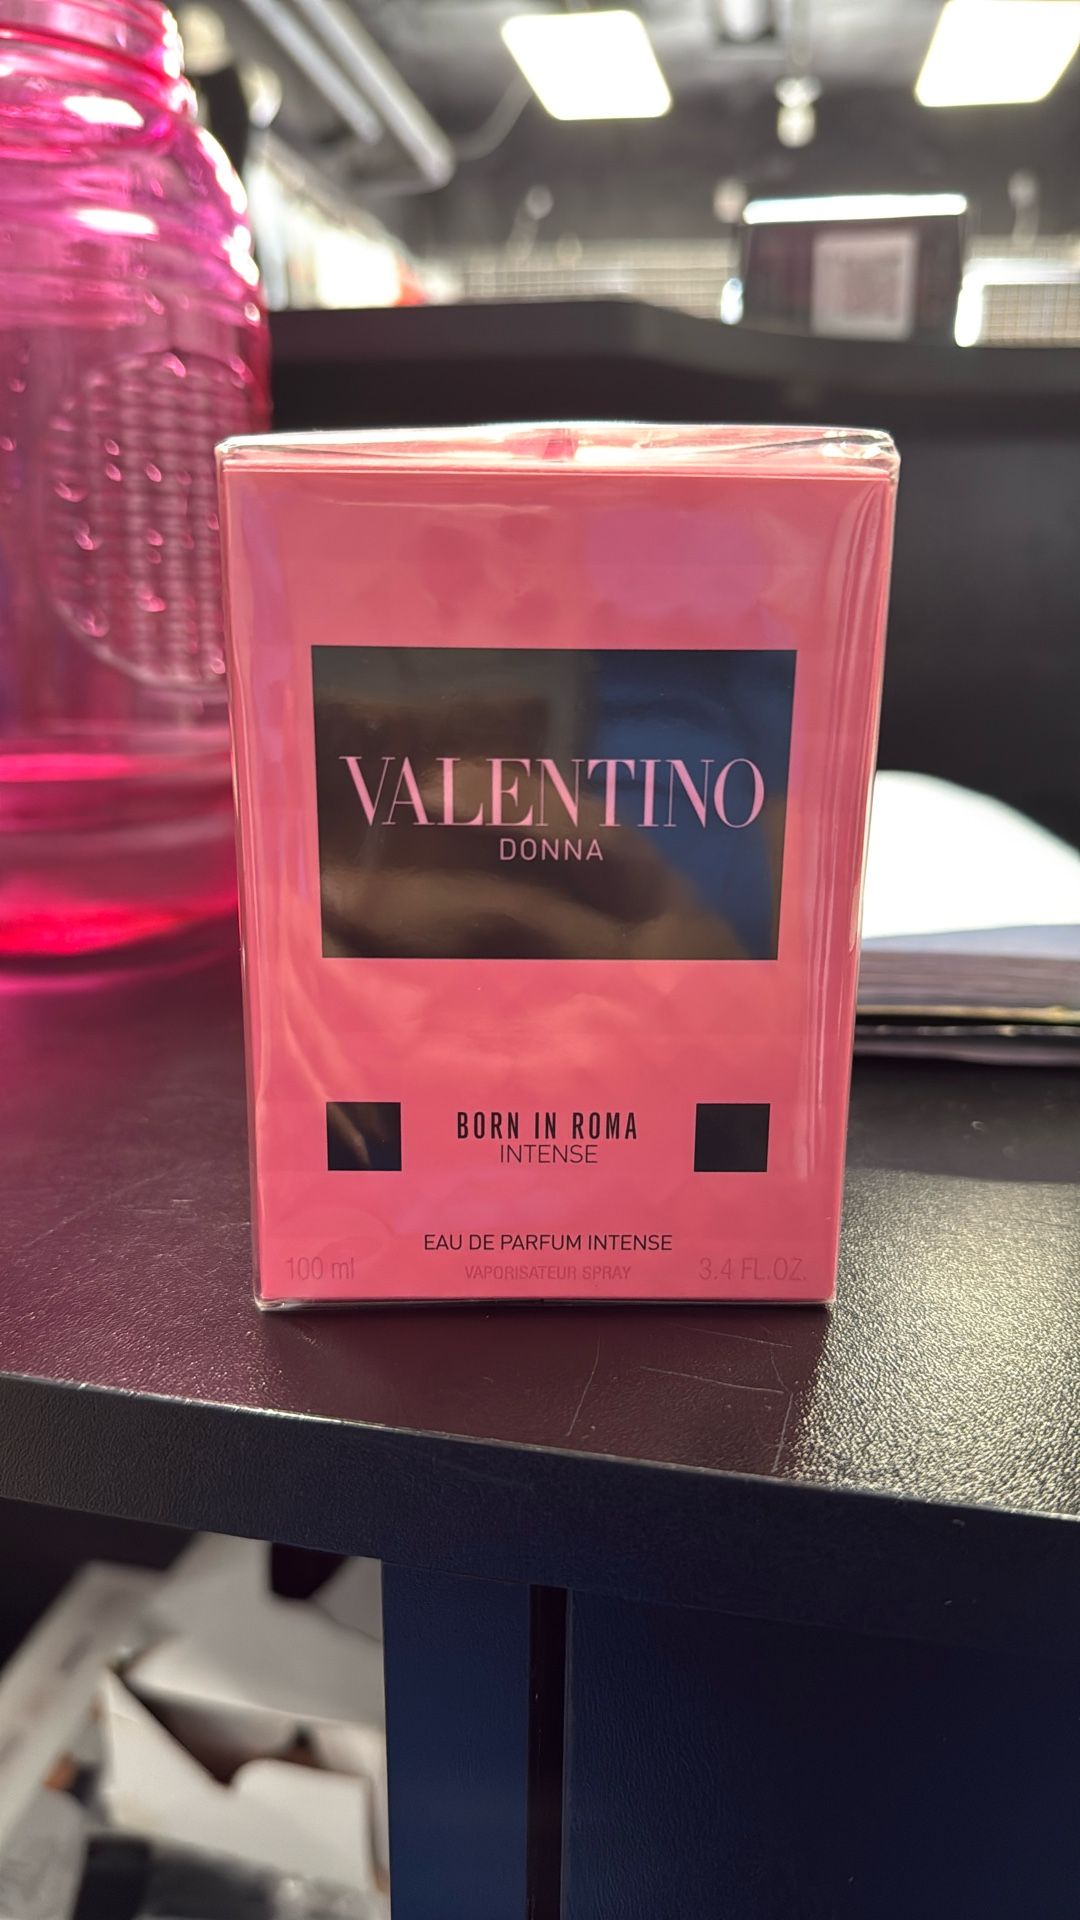 VALENTINO
DONNA
BORN IN ROMA
INTENSE
EAU DE PARFUM INTENSE
100 ml VAPORISATEUR SPRAY 3.4 FL.OZ.